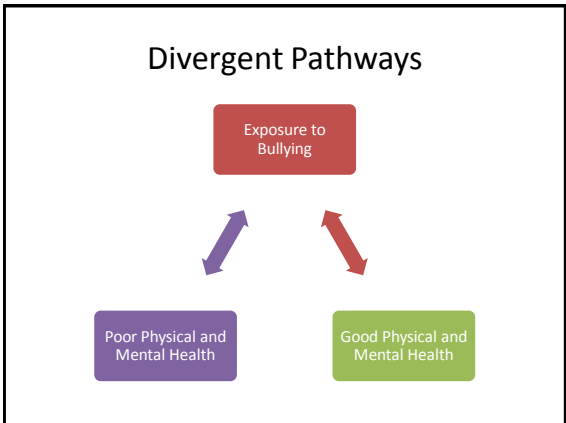 Divergent Pathways
Exposure to
Bullying
Poor Physical and
Mental Health
Good Physical and
Mental Health